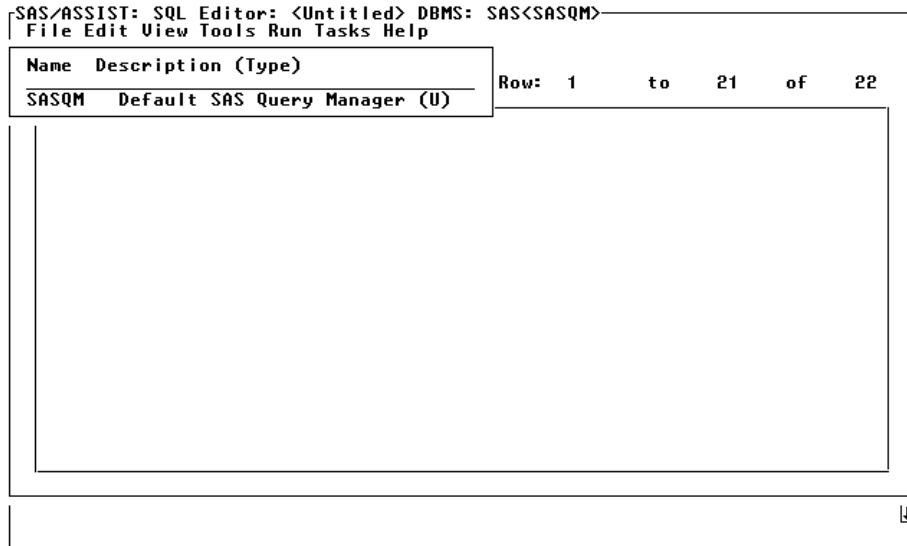 SAS/ASSIST: SQL Editor: <Untitled> DBMS: SAS<SASQM>
File Edit View Tools Run Tasks Help
Name Description (Type)
Row: 1 to 21 of 22
SASQM Default SAS Query Manager (U)